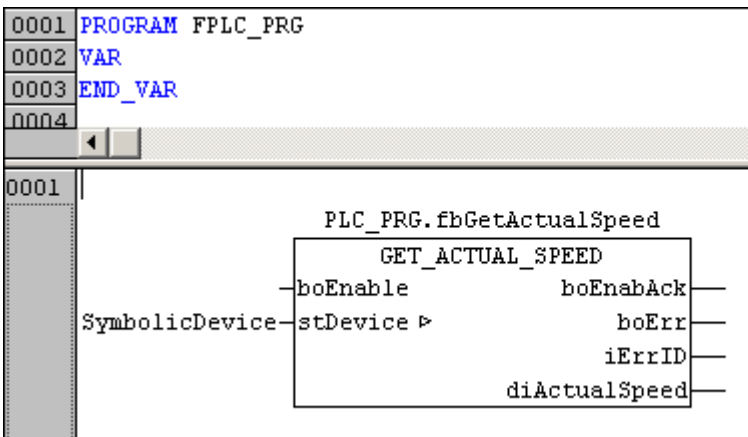 0001 PROGRAM FPLC_PRG
0002 VAR
0003 END_VAR
0004
0001
PLC_PRG.fbGetActualSpeed
GET_ACTUAL_SPEED
boEnable boEnabAck
SymbolicDevice stDevice boErr
iErrID
diActualSpeed